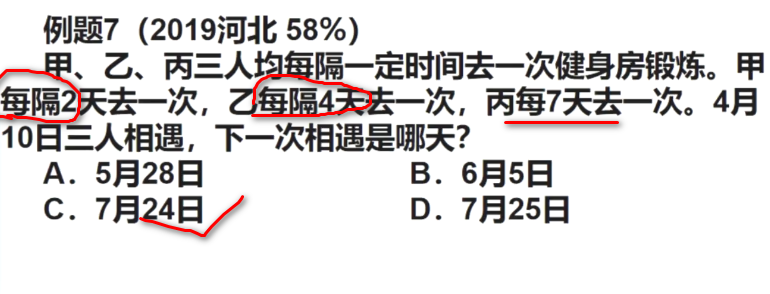 例题7（2019河北 58%）
甲、乙、丙三人均每隔一定时间去一次健身房锻炼。甲
每隔2天去一次，乙每隔4天去一次，丙每7天去一次。4月
10日三人相遇，下一次相遇是哪天？
A．5月28日 B．6月5日
C．7月24日 D．7月25日